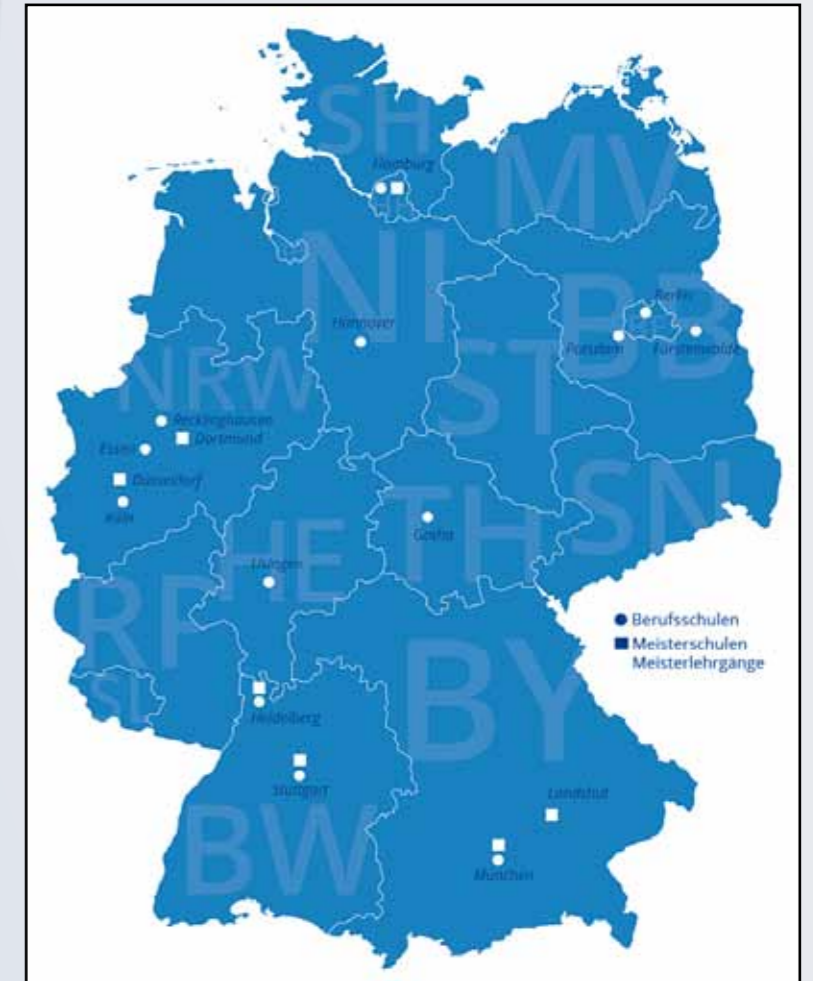 SH
Hamburg
MV
NI
Berlin
BB
Hannover
Potsdam
Fürstenwalde
ST
NRW
Recklinghausen
Dortmund
Essen
Düsseldorf
Köln
TH
SN
Gotha
HE
Usingen
RP
Berufsschulen
Meisterschulen
Meisterlehrgänge
BY
SL
Heidelberg
Stuttgart
Landshut
BW
München